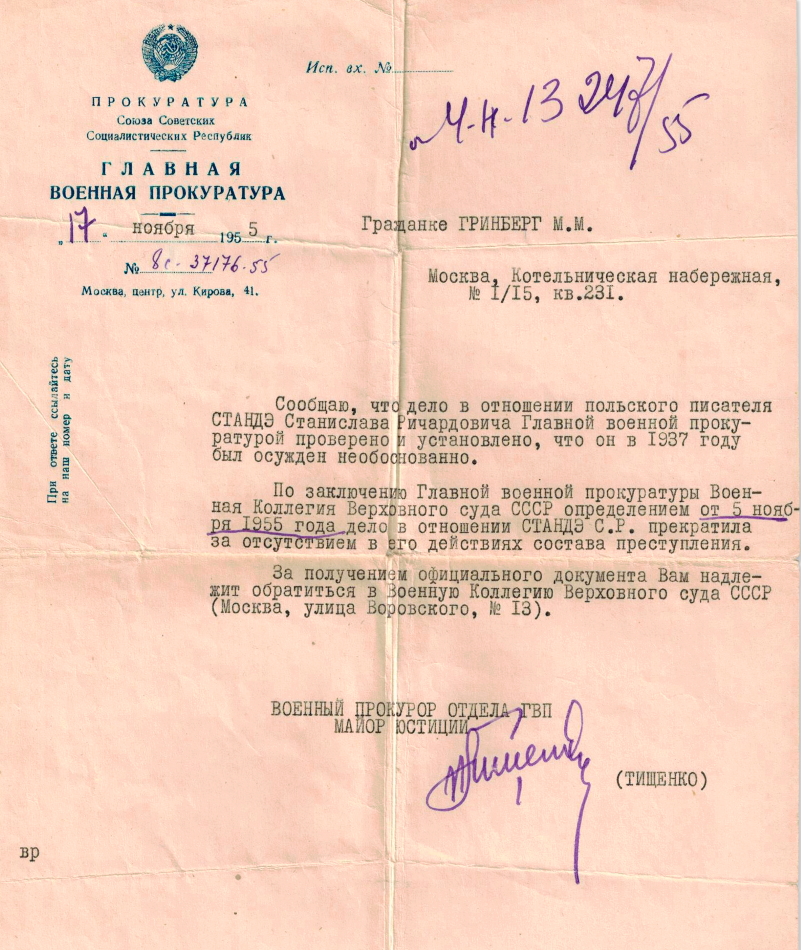 Исп. вх. №
ПРОКУРАТУРА
Союза Советских
Социалистических Республик
ГЛАВНАЯ
ВОЕННАЯ ПРОКУРАТУРА
„17" ноября 1955 г.
№ 8с-37176-55
Москва, центр, ул. Кирова, 41.
При ответе ссылайтесь
на наш номер и дату
13247/55
Гражданке ГРИНБЕРГ М.М.
Москва, Котельническая набережная,
№ 1/15, кв.231.
Сообщаю, что дело в отношении польского писателя
СТАНДЭ Станислава Ричардовича Главной военной проку-
ратурой проверено и установлено, что он в 1937 году
был осужден необоснованно.
По заключению Главной военной прокуратуры Воен-
ная Коллегия Верховного суда СССР определением от 5 нояб-
ря 1955 года дело в отношении СТАНДЭ С.Р. прекратила
за отсутствием в его действиях состава преступления.
За получением официального документа Вам надле-
жит обратиться в Военную Коллегию Верховного суда СССР
(Москва, улица Воровского, № 13).
ВОЕННЫЙ ПРОКУРОР ОТДЕЛА ГВП
МАЙОР ЮСТИЦИИ
(ТИЩЕНКО)
вр